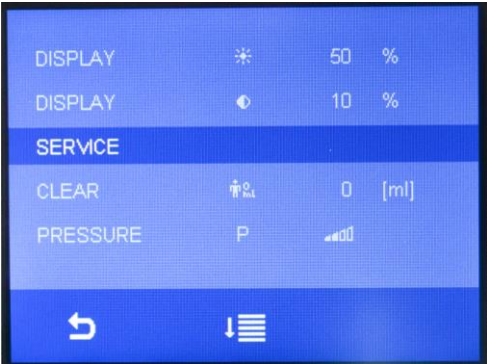 DISPLAY 50 %
DISPLAY 10 %
SERVICE
CLEAR 0 [ml]
PRESSURE P